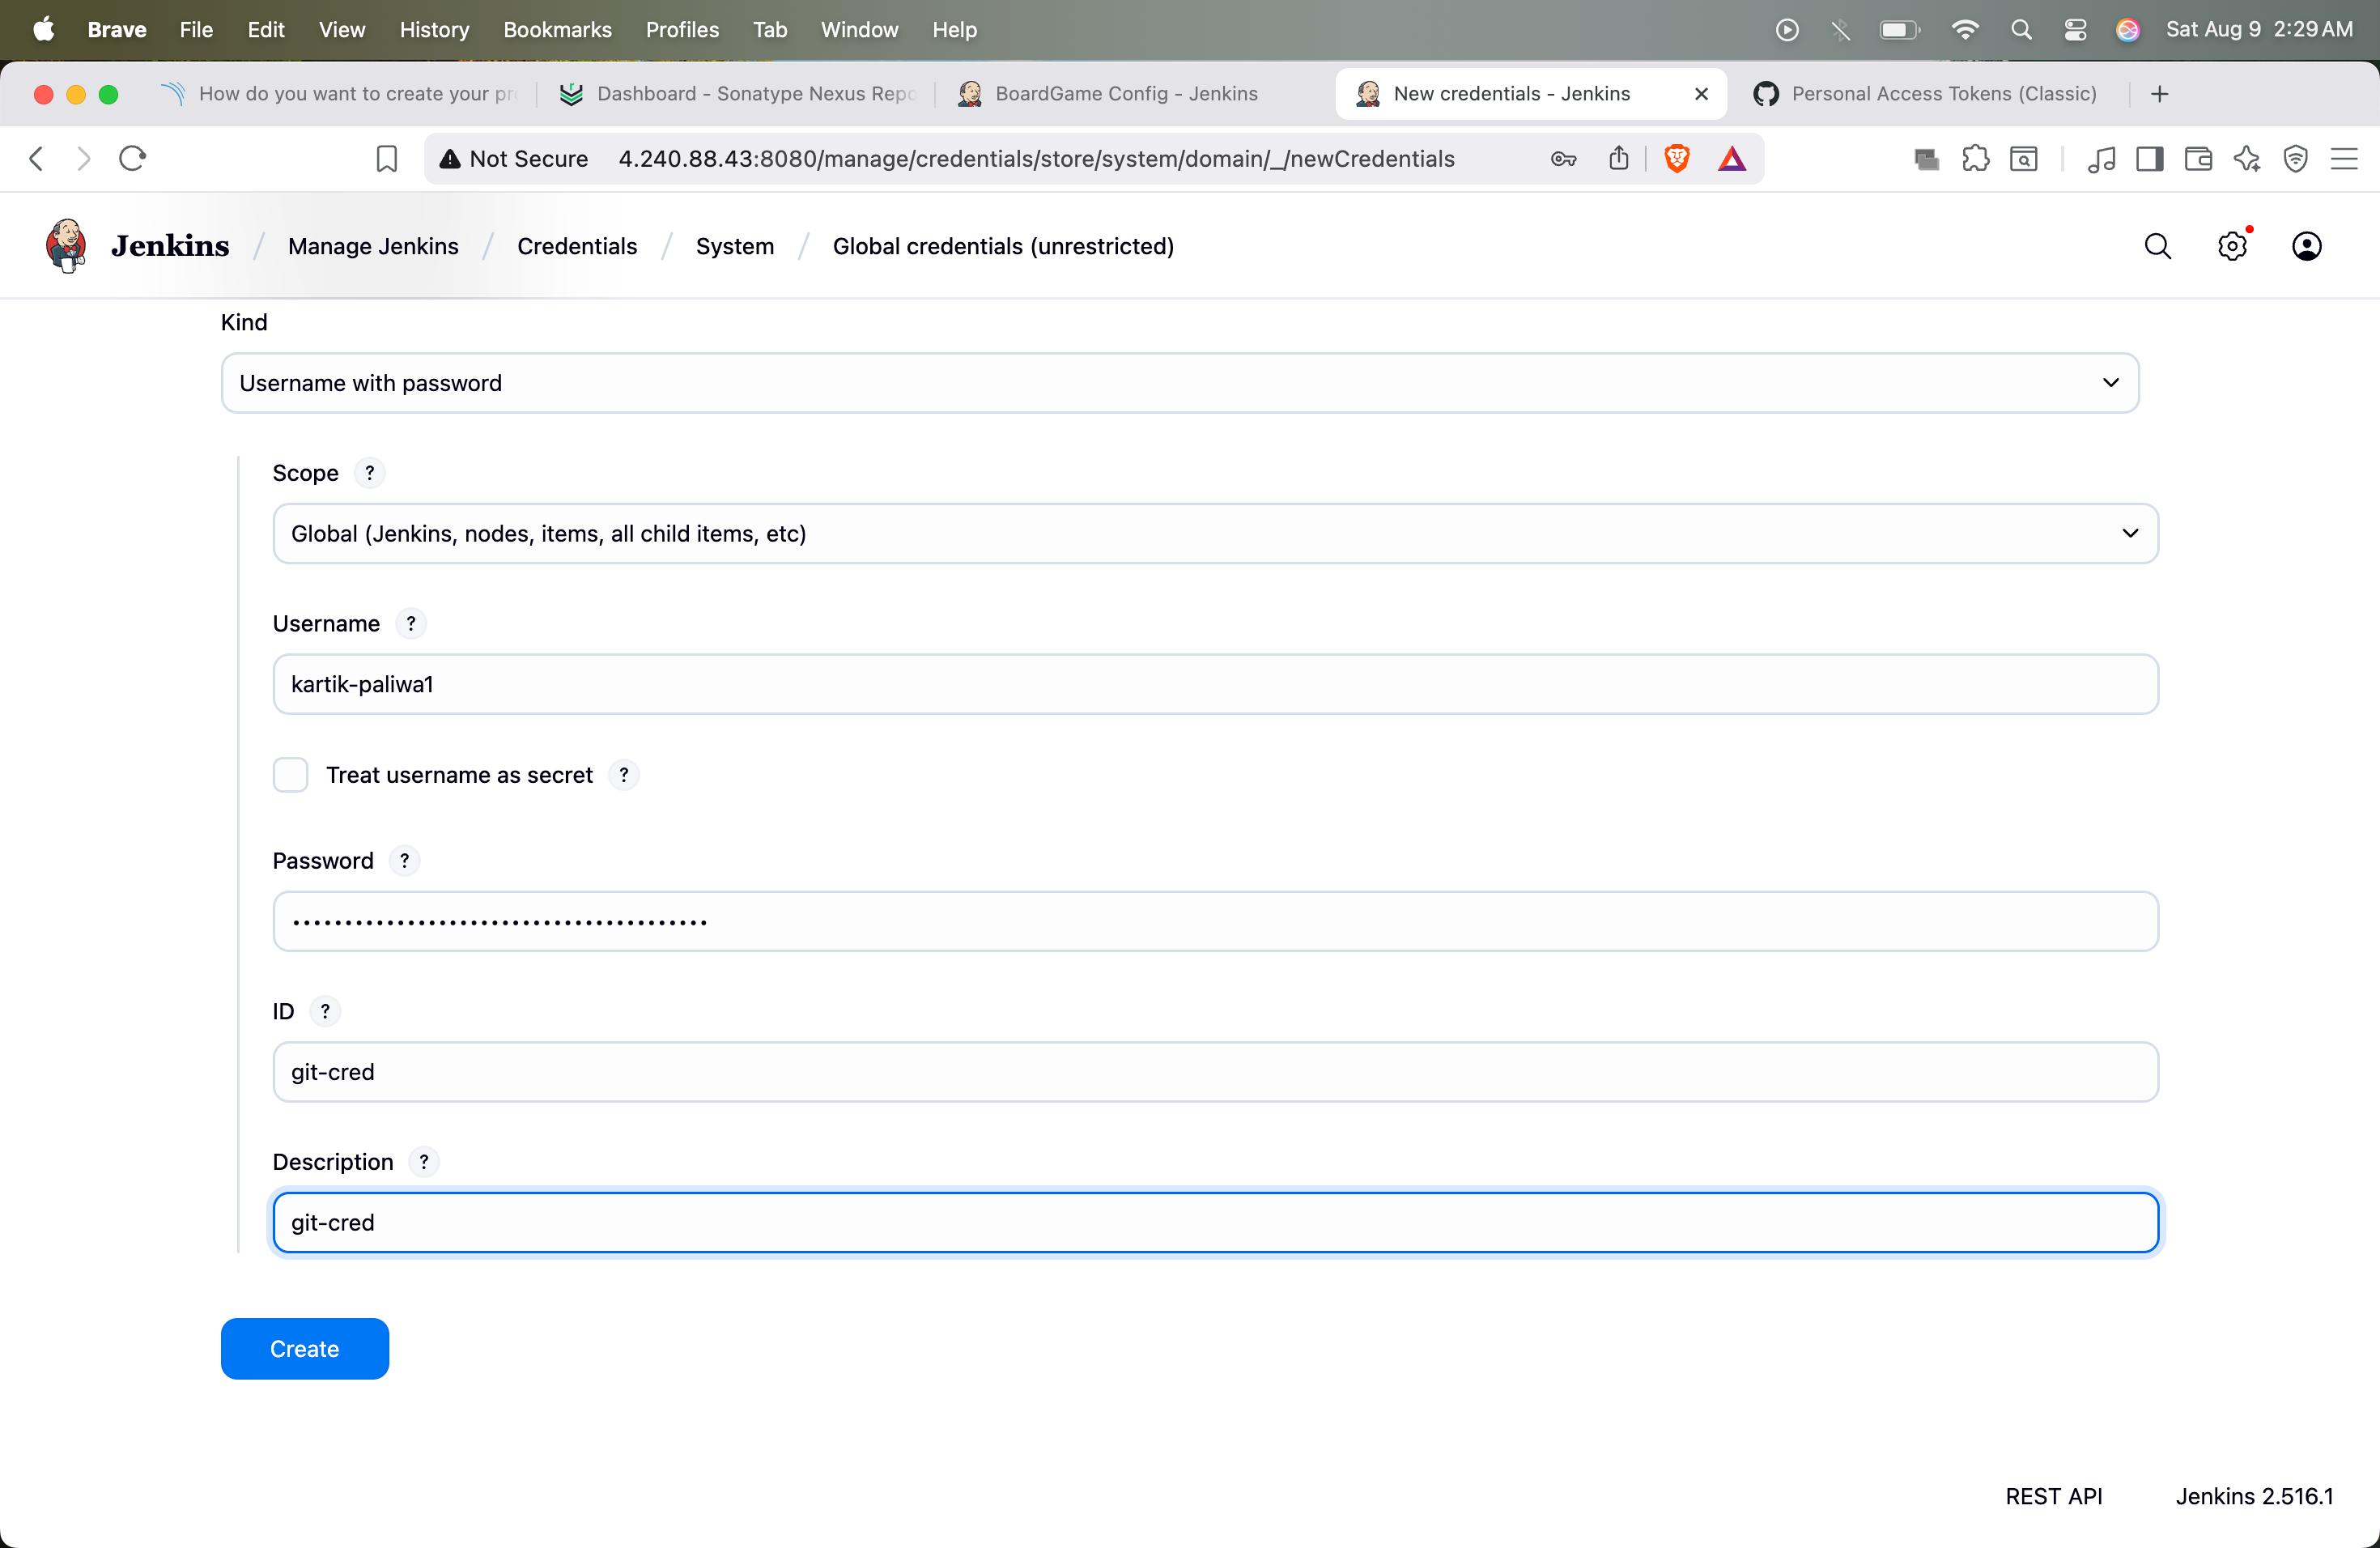 Brave File Edit View History Bookmarks Profiles Tab Window Help Sat Aug 9 2:29 AM
How do you want to create your pr Dashboard - Sonatype Nexus Repo BoardGame Config - Jenkins New credentials - Jenkins Personal Access Tokens (Classic)
Not Secure 4.240.88.43:8080/manage/credentials/store/system/domain/_/newCredentials
Jenkins / Manage Jenkins / Credentials / System / Global credentials (unrestricted)
Kind
Username with password
Scope ?
Global (Jenkins, nodes, items, all child items, etc)
Username ?
kartik-paliwa1
Treat username as secret ?
Password ?
••••••••••••••••••••••••••••••••••••••••
ID ?
git-cred
Description ?
git-cred
Create
REST API Jenkins 2.516.1